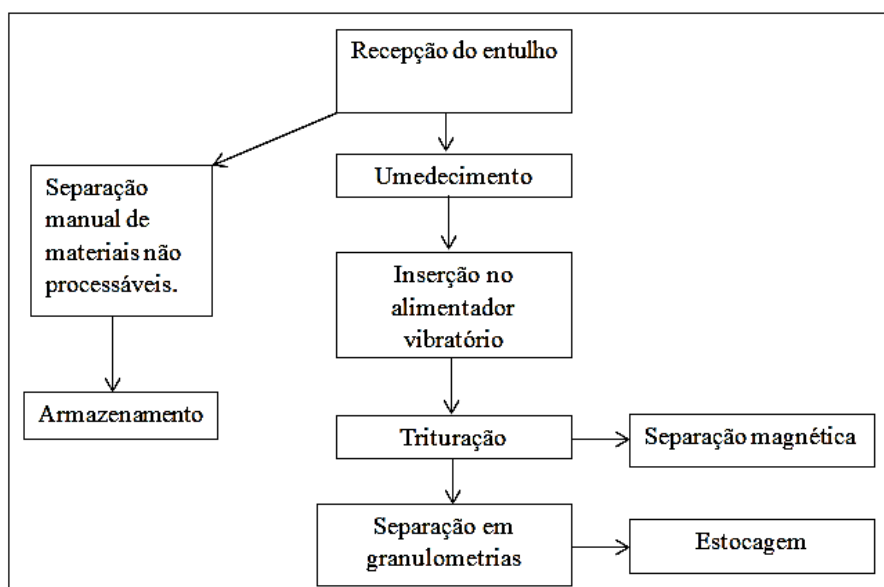 Recepção do entulho
Umedecimento
Separação
manual de
materiais não
processáveis.
Inserção no
alimentador
vibratório
Armazenamento
Trituração
Separação magnética
Separação em
granulometrias
Estocagem